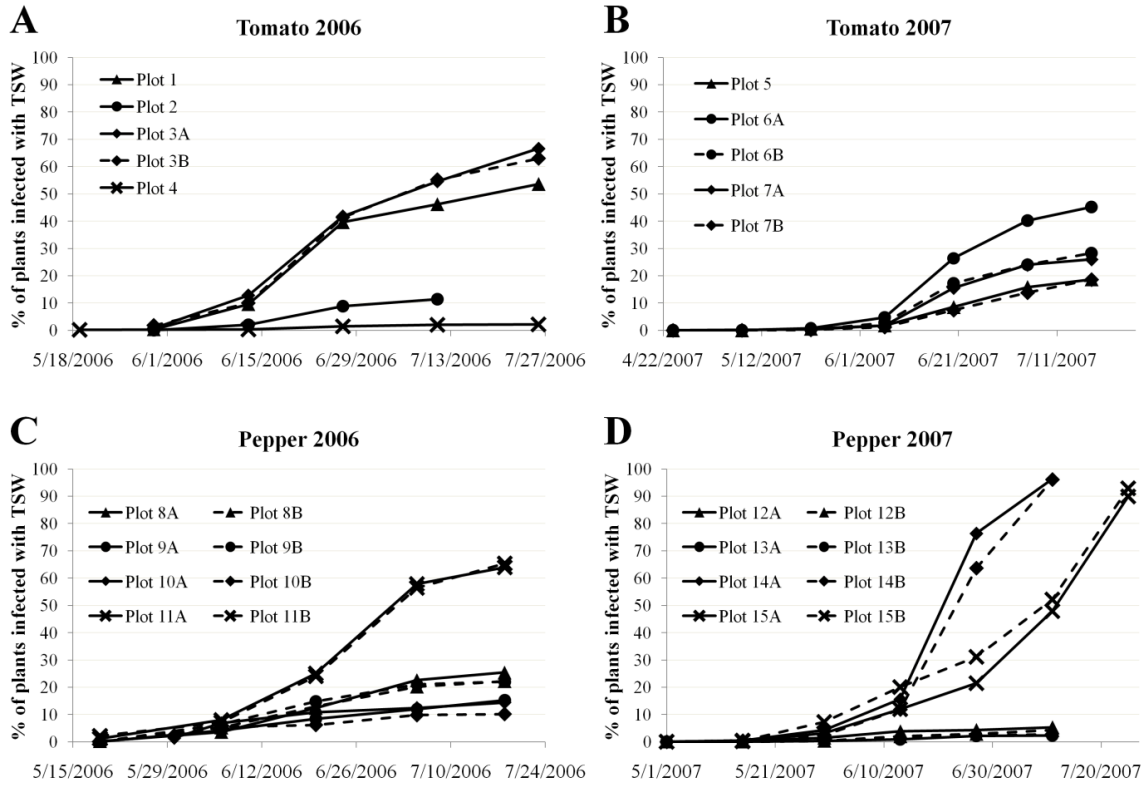 A
Tomato 2006
% of plants infected with TSW
100
90
80
70
60
50
40
30
20
10
0
Plot 1
Plot 2
Plot 3A
Plot 3B
Plot 4
5/18/2006 6/1/2006 6/15/2006 6/29/2006 7/13/2006 7/27/2006
B
Tomato 2007
% of plants infected with TSW
100
90
80
70
60
50
40
30
20
10
0
Plot 5
Plot 6A
Plot 6B
Plot 7A
Plot 7B
4/22/2007 5/12/2007 6/1/2007 6/21/2007 7/11/2007
C
Pepper 2006
% of plants infected with TSW
100
90
80
70
60
50
40
30
20
10
0
Plot 8A Plot 8B
Plot 9A Plot 9B
Plot 10A Plot 10B
Plot 11A Plot 11B
5/15/2006 5/29/2006 6/12/2006 6/26/2006 7/10/2006 7/24/2006
D
Pepper 2007
% of plants infected with TSW
100
90
80
70
60
50
40
30
20
10
0
Plot 12A Plot 12B
Plot 13A Plot 13B
Plot 14A Plot 14B
Plot 15A Plot 15B
5/1/2007 5/21/2007 6/10/2007 6/30/2007 7/20/2007